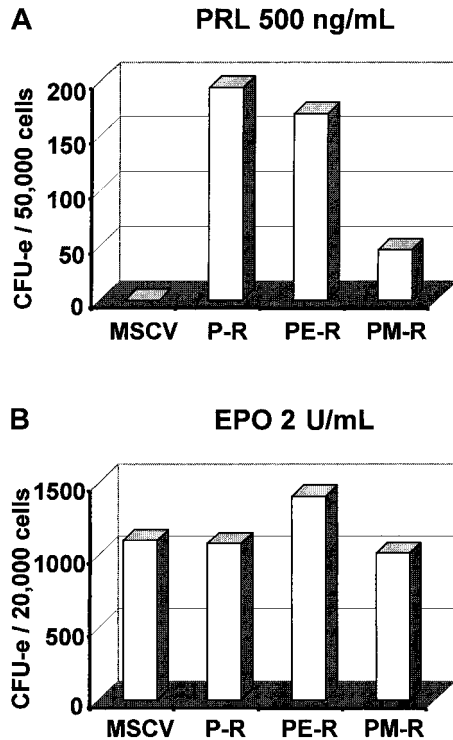 A
PRL 500 ng/mL
CFU-e / 50,000 cells
200
150
100
50
0
MSCV P-R PE-R PM-R
B
EPO 2 U/mL
CFU-e / 20,000 cells
1500
1000
500
0
MSCV P-R PE-R PM-R